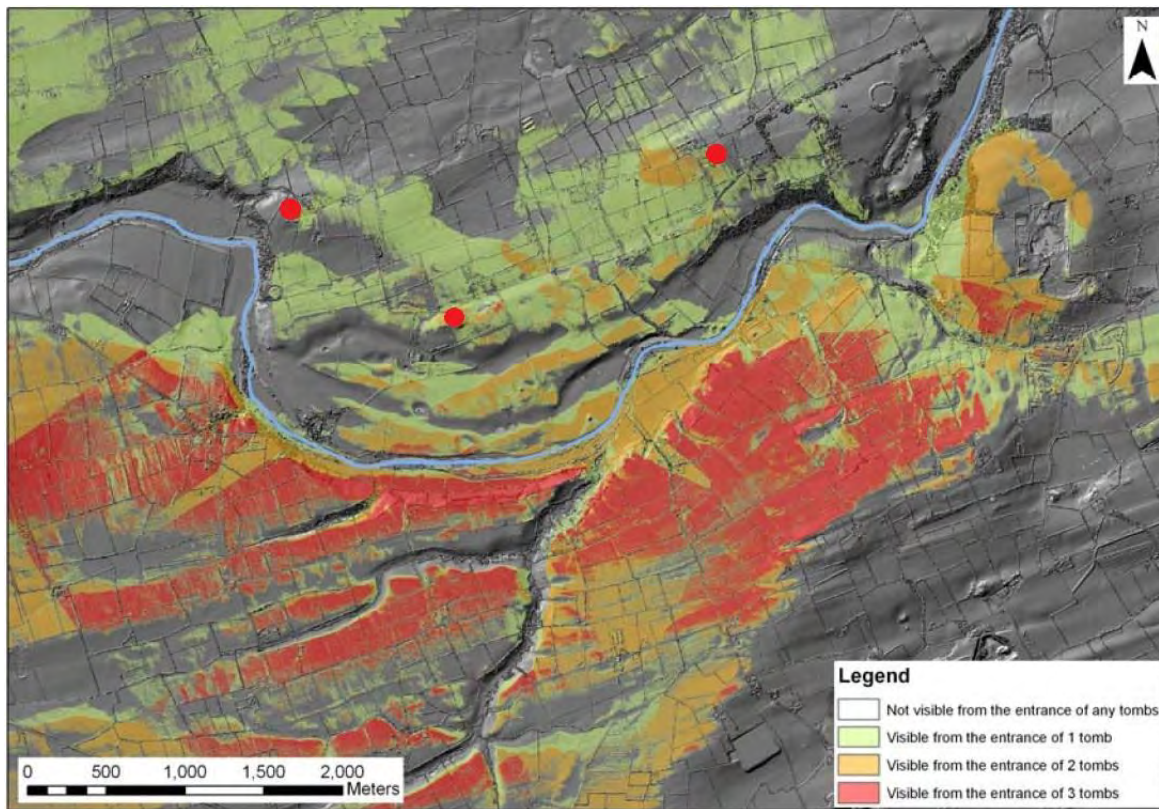 N
Legend
Not visible from the entrance of any tombs
Visible from the entrance of 1 tomb
Visible from the entrance of 2 tombs
Visible from the entrance of 3 tombs
0 500 1,000 1,500 2,000
Meters